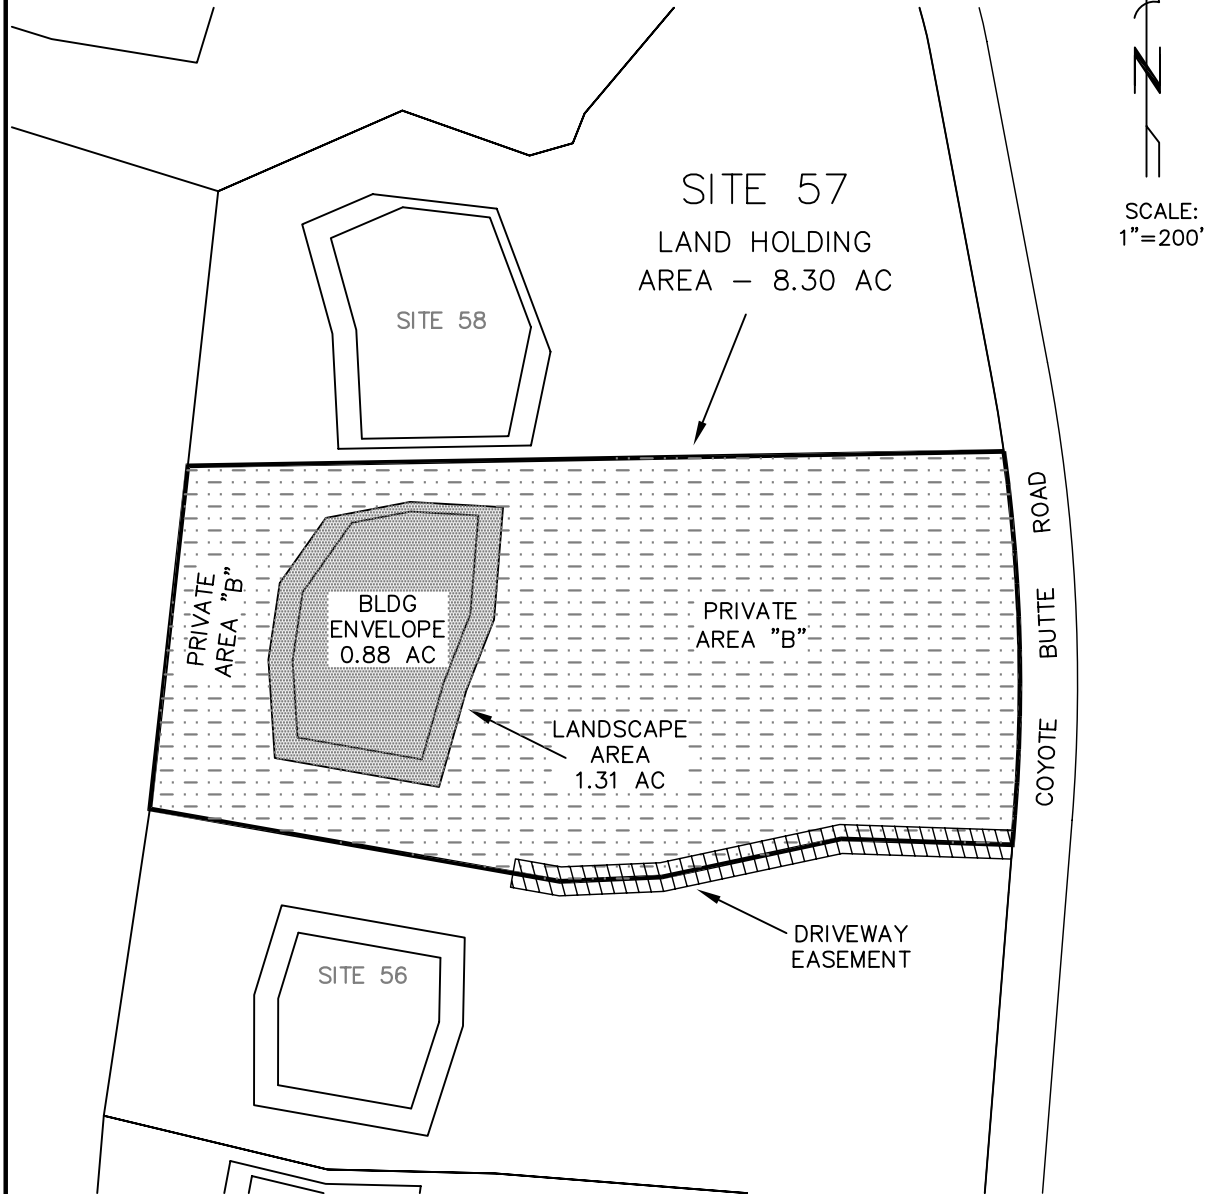 N
SCALE:
1"=200'
SITE 57
LAND HOLDING
AREA - 8.30 AC
SITE 58
PRIVATE
AREA "B"
BLDG
ENVELOPE
0.88 AC
PRIVATE
AREA "B"
LANDSCAPE
AREA
1.31 AC
COYOTE BUTTE ROAD
DRIVEWAY
EASEMENT
SITE 56